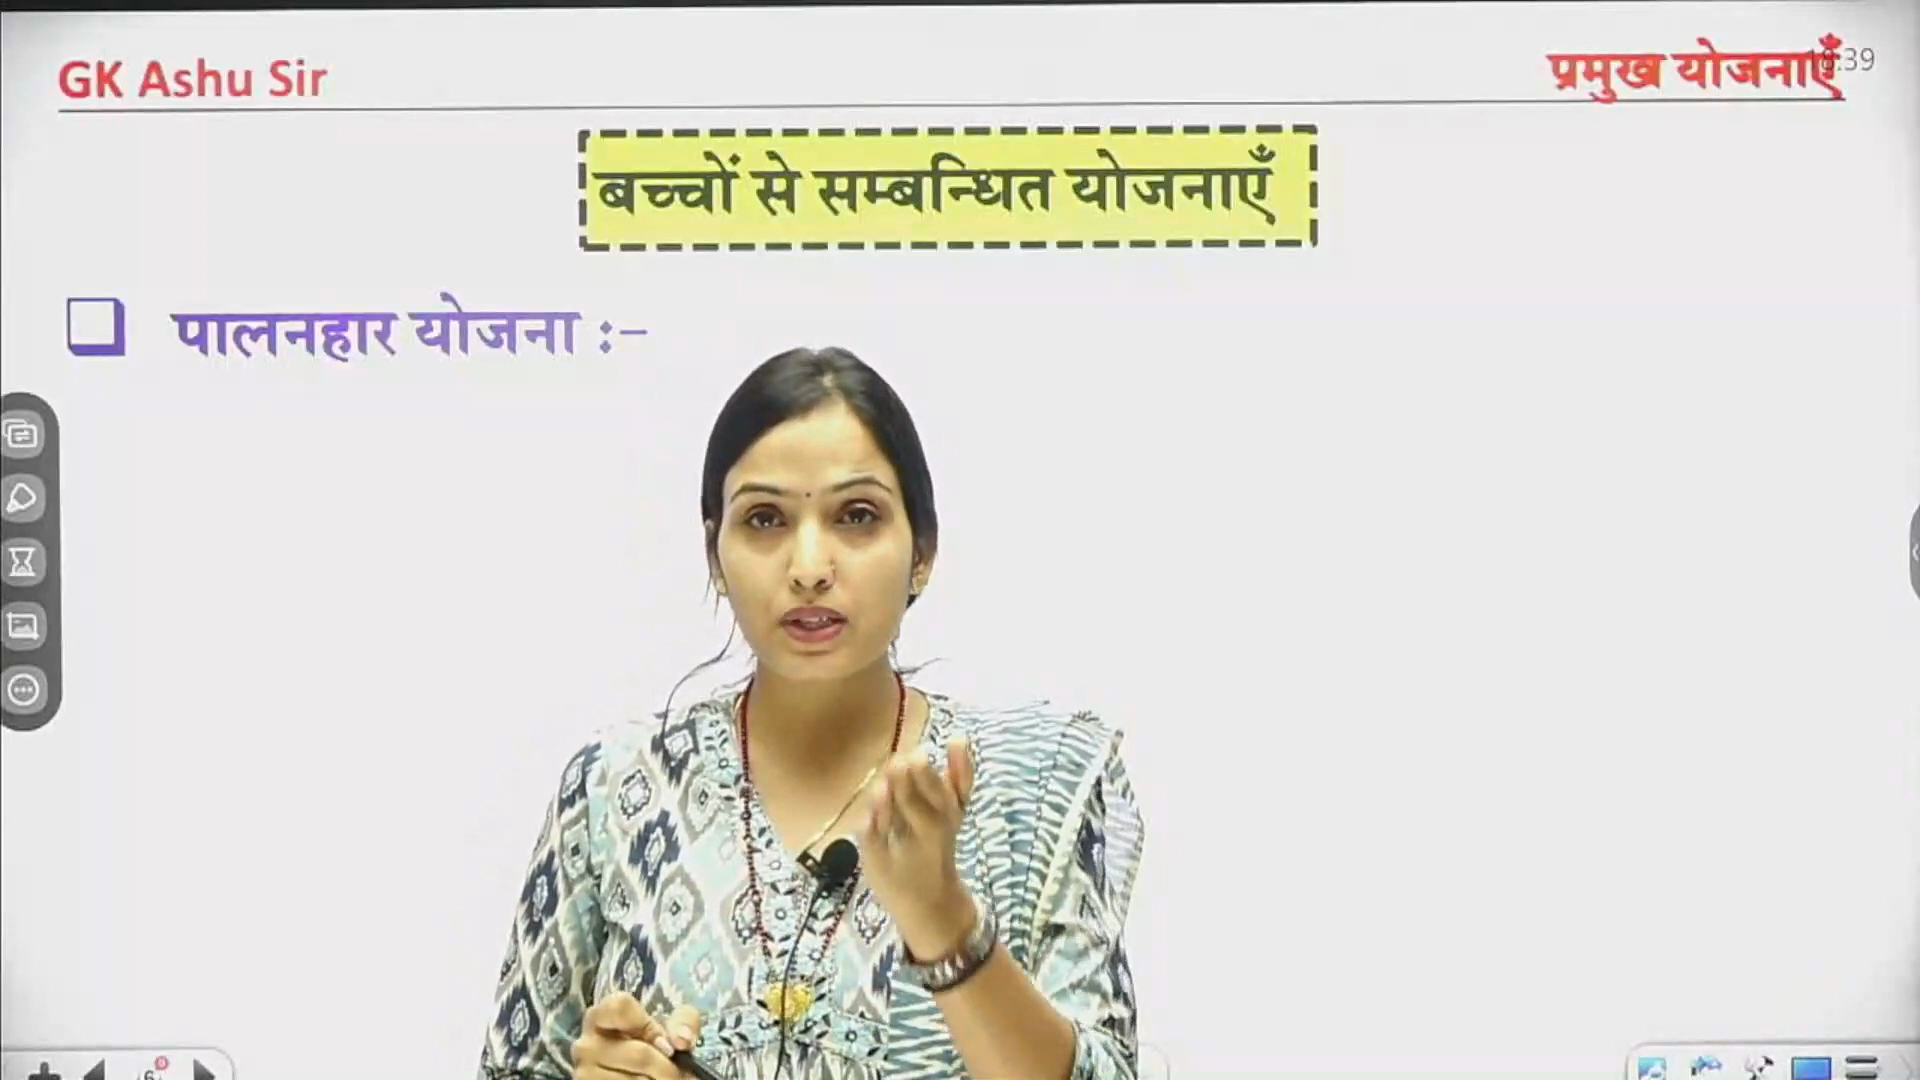 GK Ashu Sir
प्रमुख योजनाएँ
बच्चों से सम्बन्धित योजनाएँ
पालनहार योजना :–